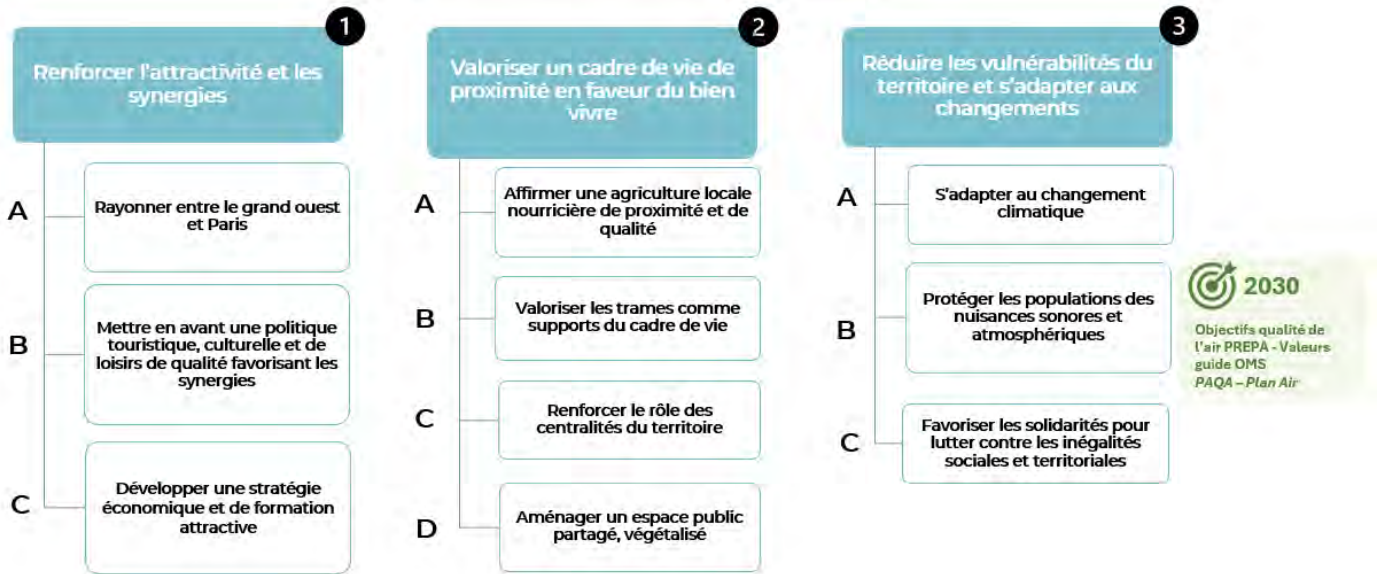 1
Renforcer l'attractivité et les
synergies
A
Rayonner entre le grand ouest
et Paris
B
Mettre en avant une politique
touristique, culturelle et de
loisirs de qualité favorisant les
synergies
C
Développer une stratégie
économique et de formation
attractive
2
Valoriser un cadre de vie de
proximité en faveur du bien
vivre
A
Affirmer une agriculture locale
nourricière de proximité et de
qualité
B
Valoriser les trames comme
supports du cadre de vie
C
Renforcer le rôle des
centralités du territoire
D
Aménager un espace public
partagé, végétalisé
3
Réduire les vulnérabilités du
territoire et s'adapter aux
changements
A
S'adapter au changement
climatique
B
Protéger les populations des
nuisances sonores et
atmosphériques
2030
Objectifs qualité de
l'air PREPA - Valeurs
guide OMS
PAQA – Plan Air
C
Favoriser les solidarités pour
lutter contre les inégalités
sociales et territoriales